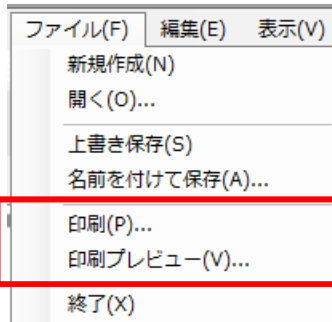 ファイル(F) 編集(E) 表示(V)
新規作成(N)
開く(O)...
上書き保存(S)
名前を付けて保存(A)...
印刷(P)...
印刷プレビュー(V)...
終了(X)